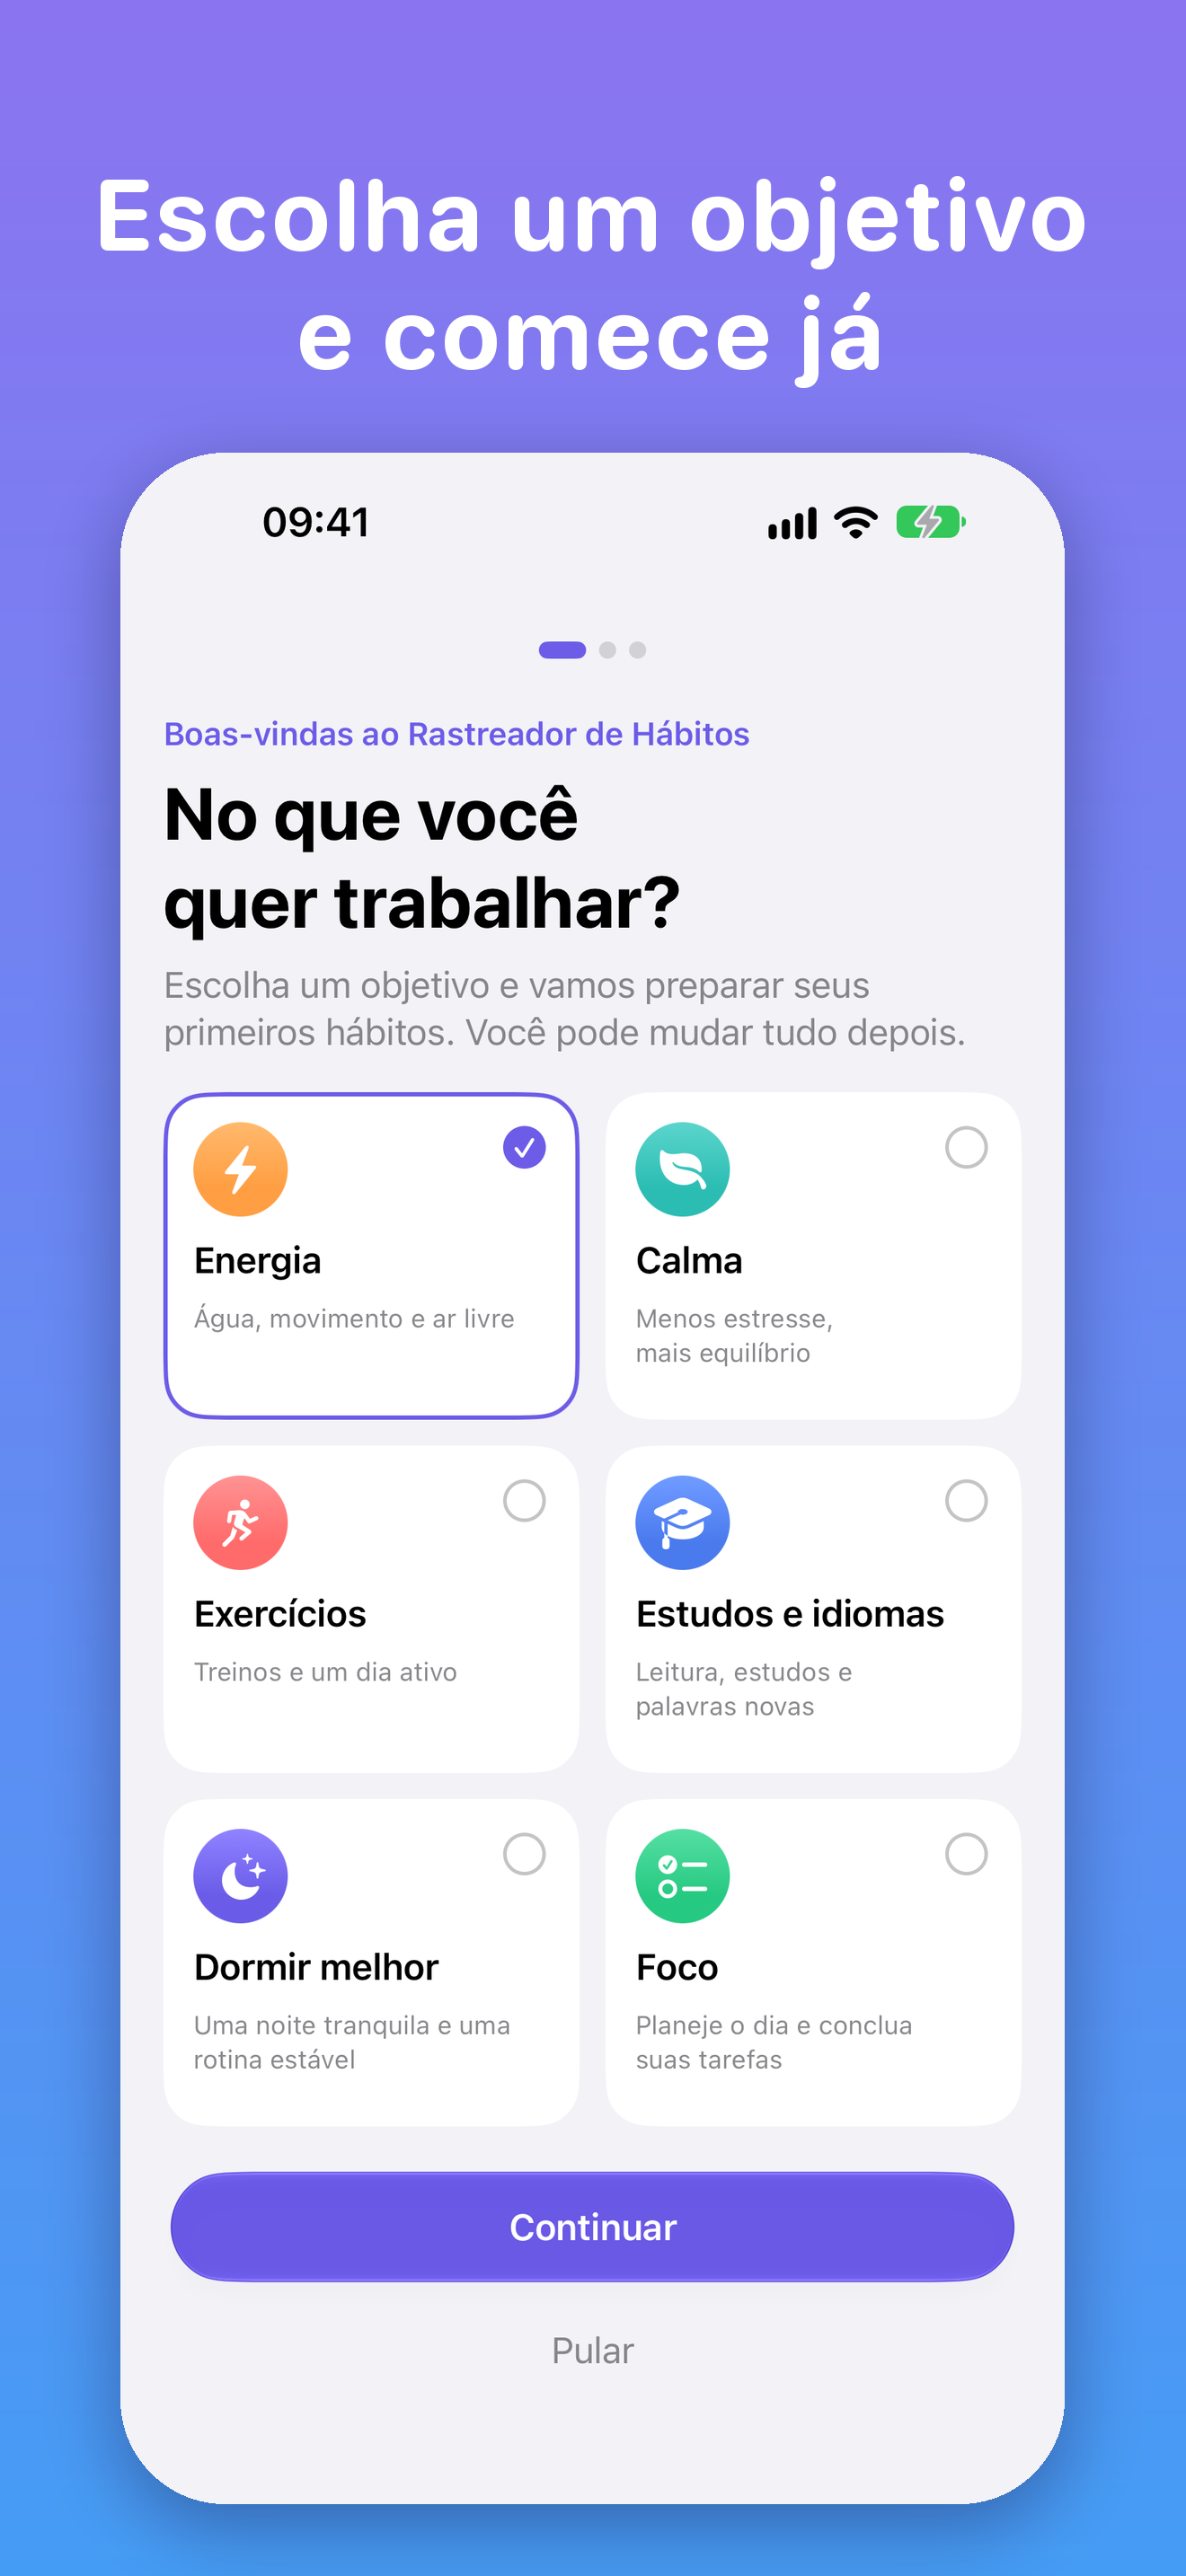 Escolha um objetivo
e comece já
09:41
Boas-vindas ao Rastreador de Hábitos
No que você
quer trabalhar?
Escolha um objetivo e vamos preparar seus
primeiros hábitos. Você pode mudar tudo depois.
Energia
Água, movimento e ar livre
Calma
Menos estresse,
mais equilíbrio
Exercícios
Treinos e um dia ativo
Estudos e idiomas
Leitura, estudos e
palavras novas
Dormir melhor
Uma noite tranquila e uma
rotina estável
Foco
Planeje o dia e conclua
suas tarefas
Continuar
Pular